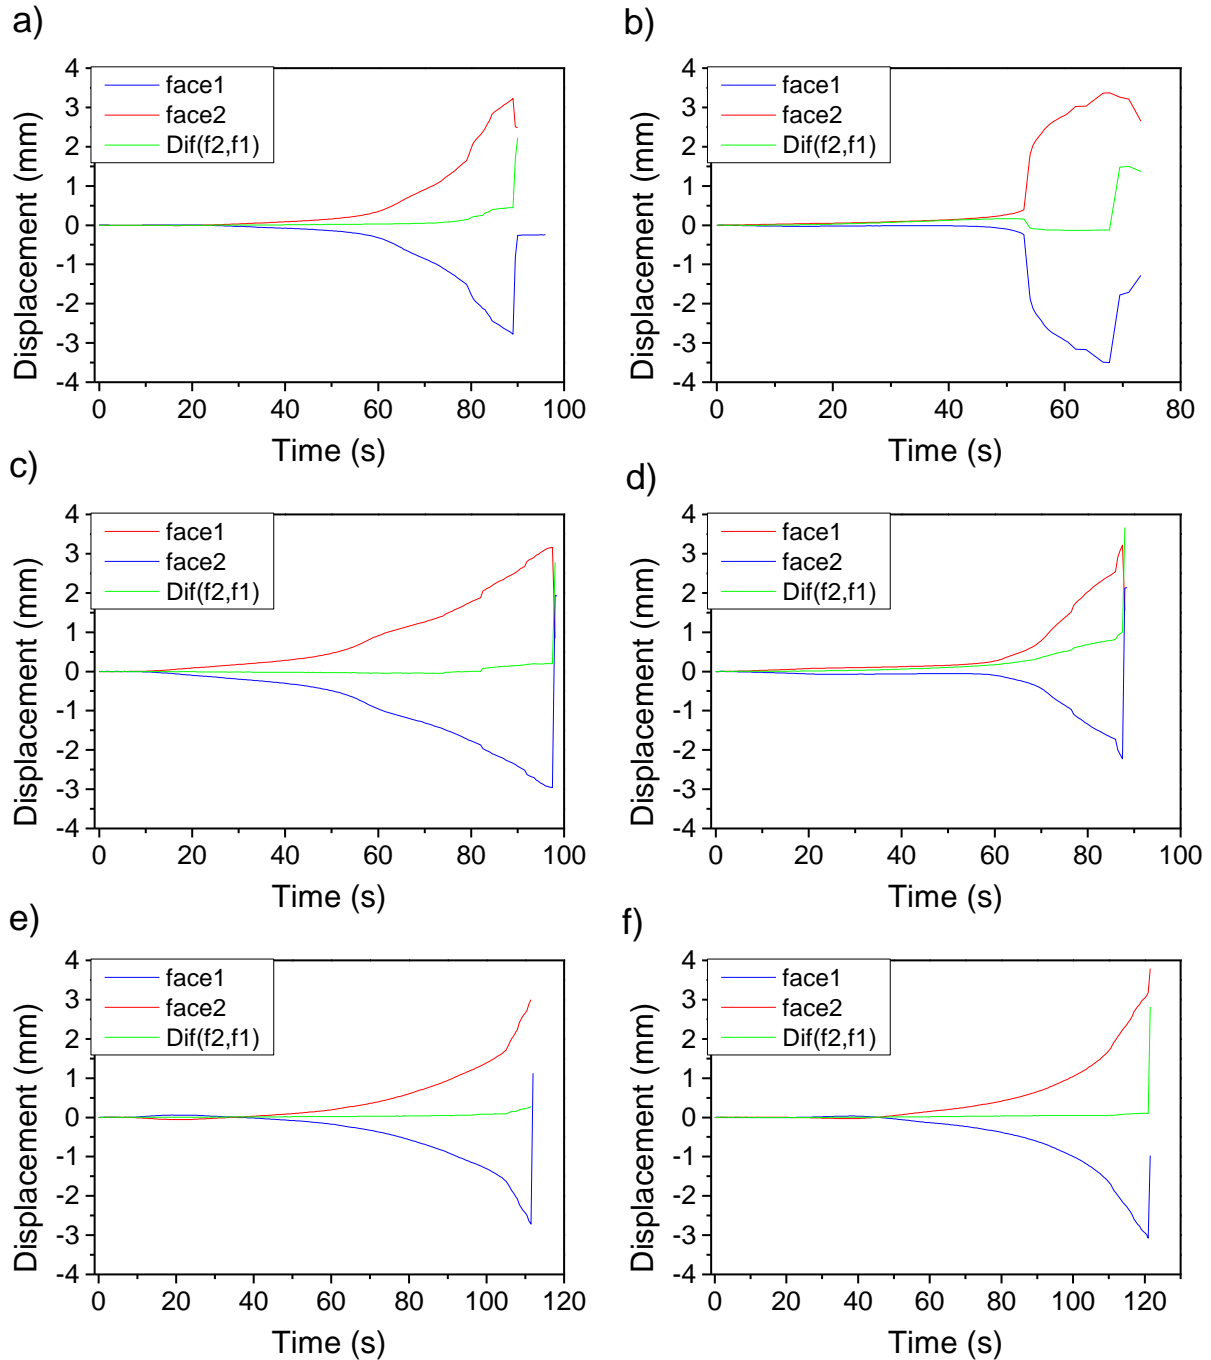 a)
4
3
2
1
0
-1
-2
-3
-4
Displacement (mm)
face1
face2
Dif(f2,f1)
0 20 40 60 80 100
Time (s)
b)
4
3
2
1
0
-1
-2
-3
-4
Displacement (mm)
face1
face2
Dif(f2,f1)
0 20 40 60 80
Time (s)
c)
4
3
2
1
0
-1
-2
-3
-4
Displacement (mm)
face1
face2
Dif(f2,f1)
0 20 40 60 80 100
Time (s)
d)
4
3
2
1
0
-1
-2
-3
-4
Displacement (mm)
face1
face2
Dif(f2,f1)
0 20 40 60 80 100
Time (s)
e)
4
3
2
1
0
-1
-2
-3
-4
Displacement (mm)
face1
face2
Dif(f2,f1)
0 20 40 60 80 100 120
Time (s)
f)
4
3
2
1
0
-1
-2
-3
-4
Displacement (mm)
face1
face2
Dif(f2,f1)
0 20 40 60 80 100 120
Time (s)